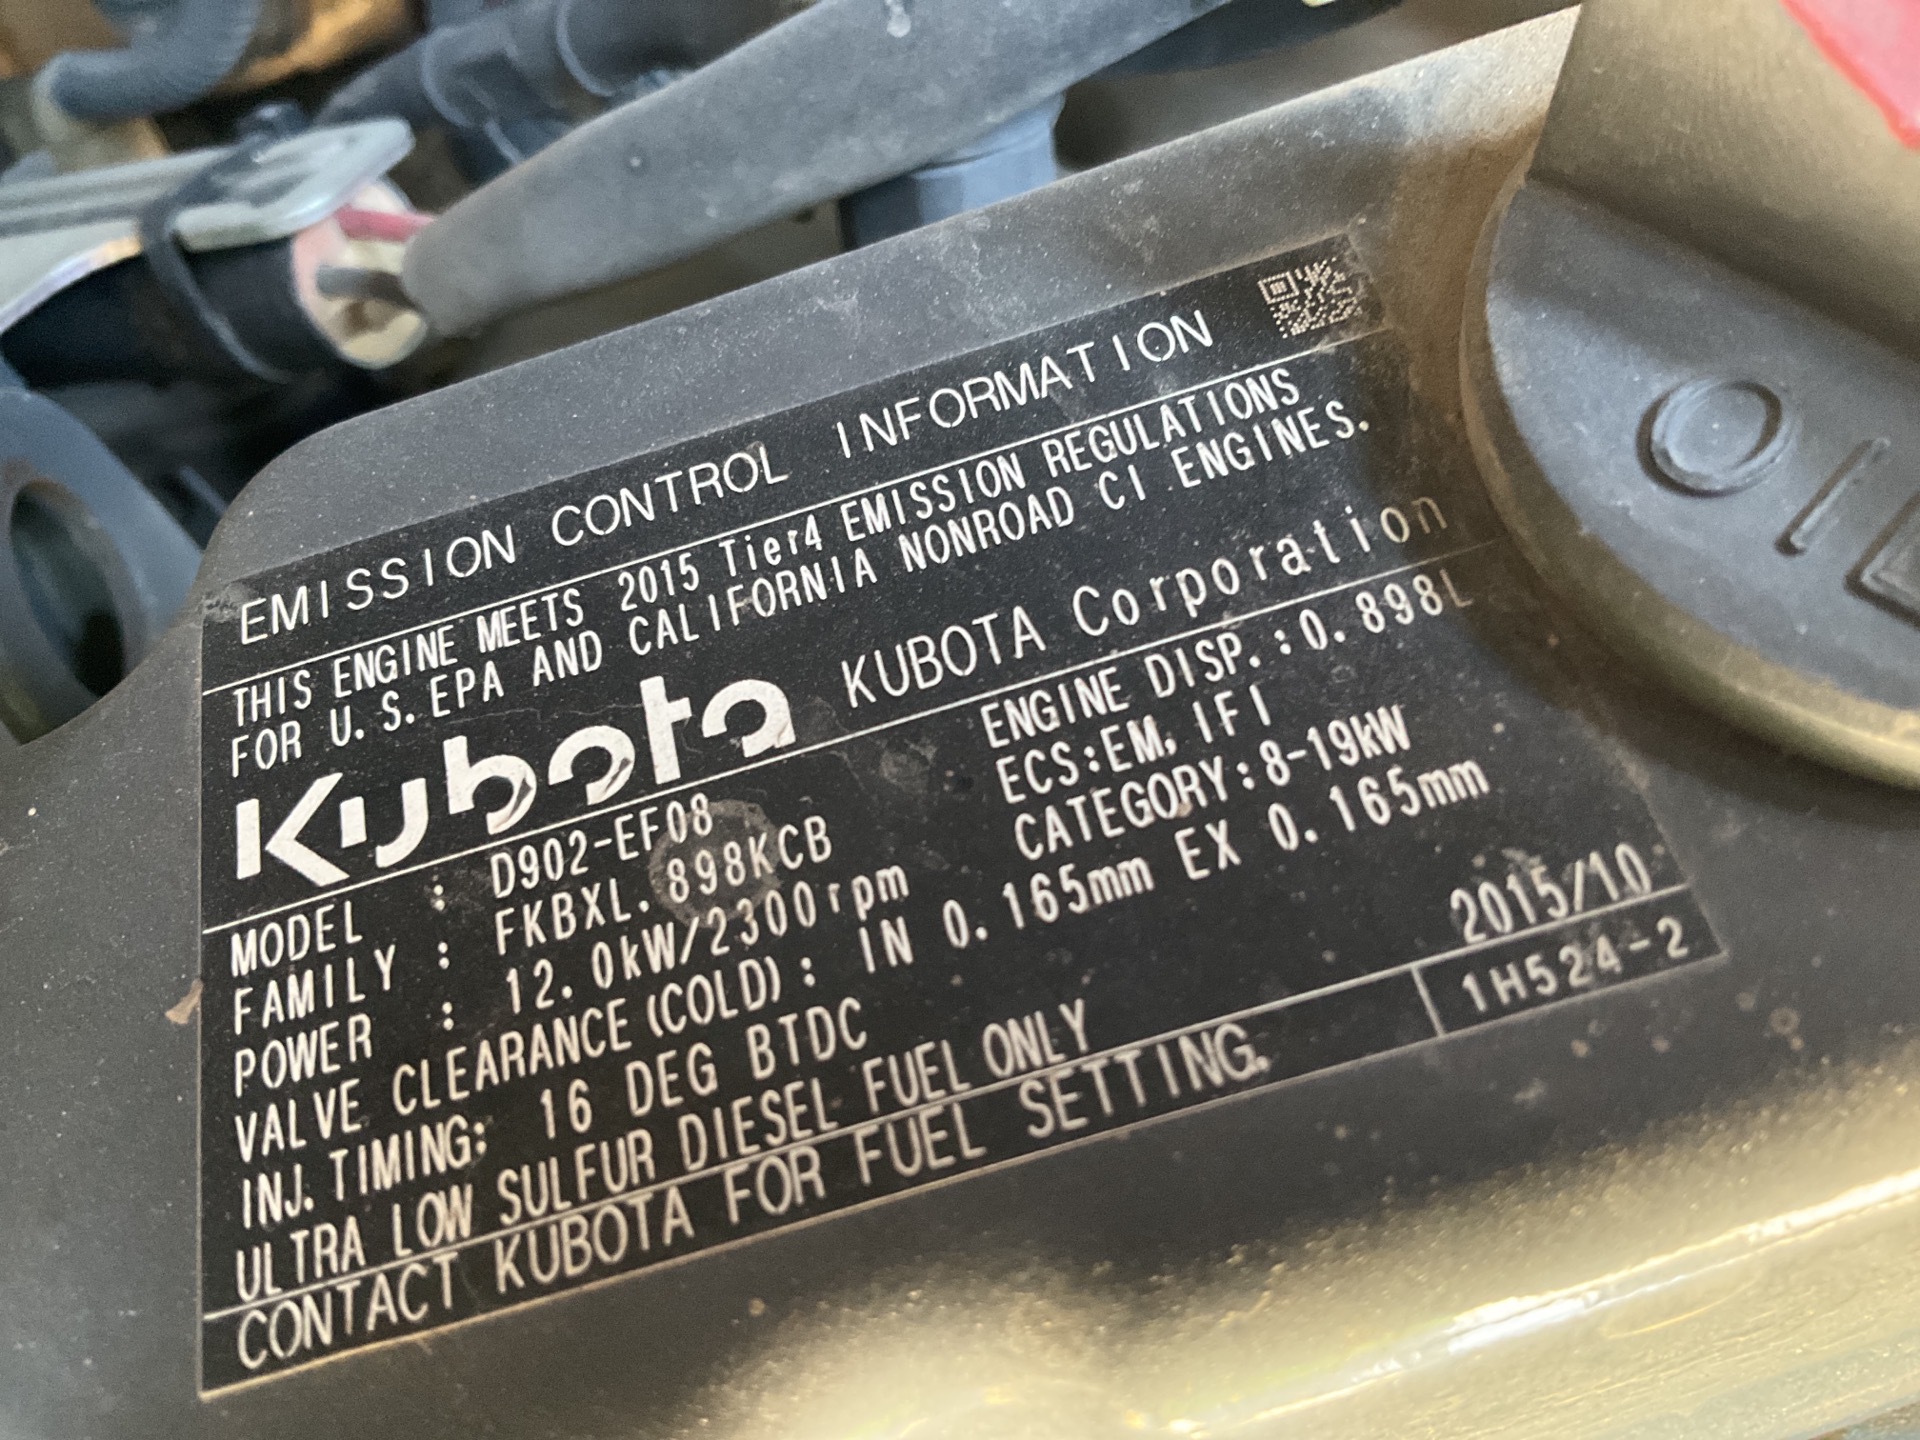 EMISSION CONTROL INFORMATION
THIS ENGINE MEETS 2015 Tier4 EMISSION REGULATIONS
FOR U.S. EPA AND CALIFORNIA NONROAD CI ENGINES.
Kubota KUBOTA Corporation
MODEL : D902-EF08 ENGINE DISP.:0.898L
FAMILY : FKBXL.898KCB ECS:EM, IFI
POWER : 12.0kW/2300rpm CATEGORY:8-19kW
VALVE CLEARANCE (COLD): IN 0.165mm EX 0.165mm
INJ. TIMING: 16 DEG BTDC 2015/10
ULTRA LOW SULFUR DIESEL FUEL ONLY 1H524-2
CONTACT KUBOTA FOR FUEL SETTING.
OIL